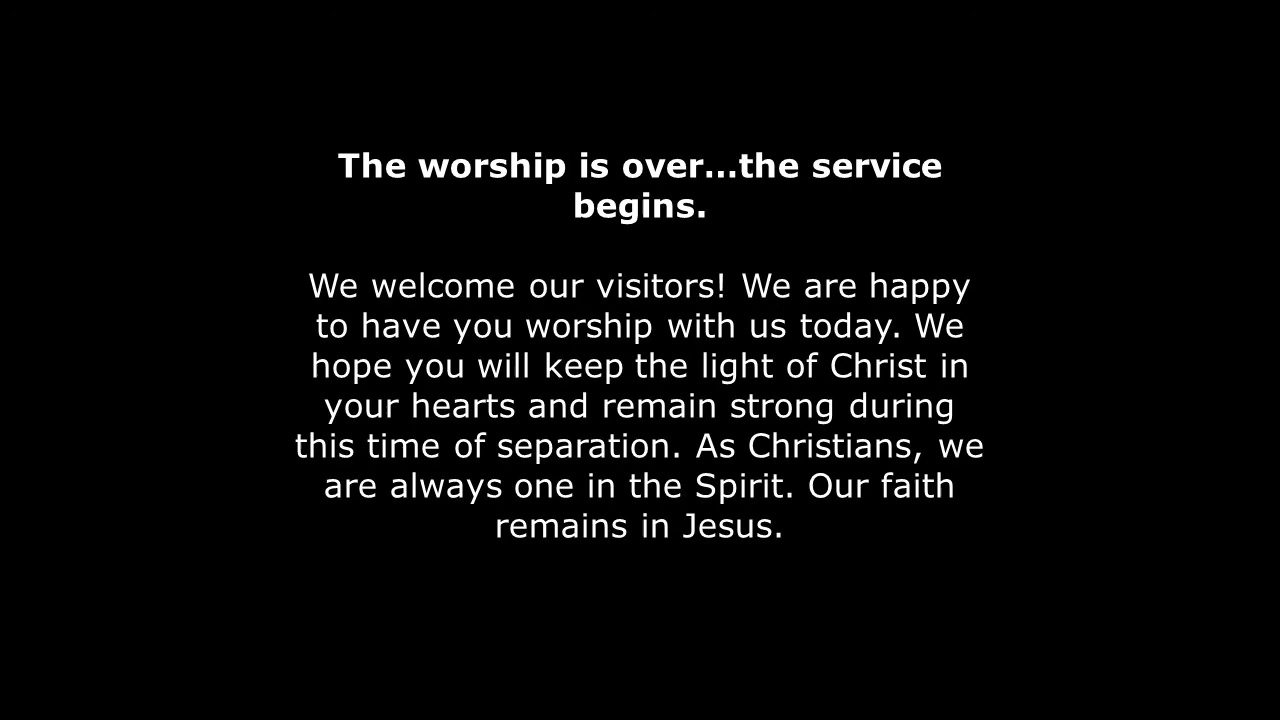 The worship is over...the service
begins.
We welcome our visitors! We are happy
to have you worship with us today. We
hope you will keep the light of Christ in
your hearts and remain strong during
this time of separation. As Christians, we
are always one in the Spirit. Our faith
remains in Jesus.